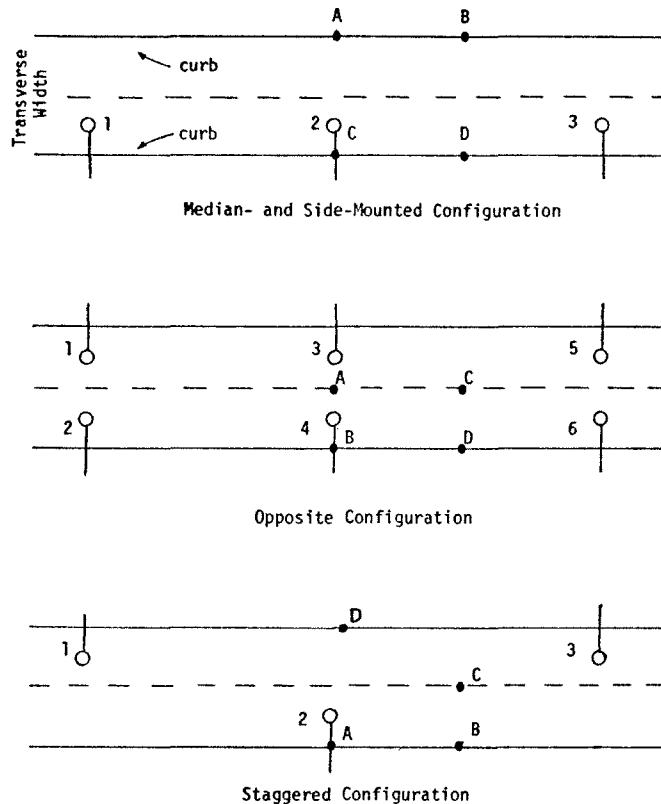 A B
curb
Transverse
Width
1 2 3
curb
C D
Median- and Side-Mounted Configuration
1 3 5
A C
2 4 6
B D
Opposite Configuration
D
1 3
C
2
A B
Staggered Configuration